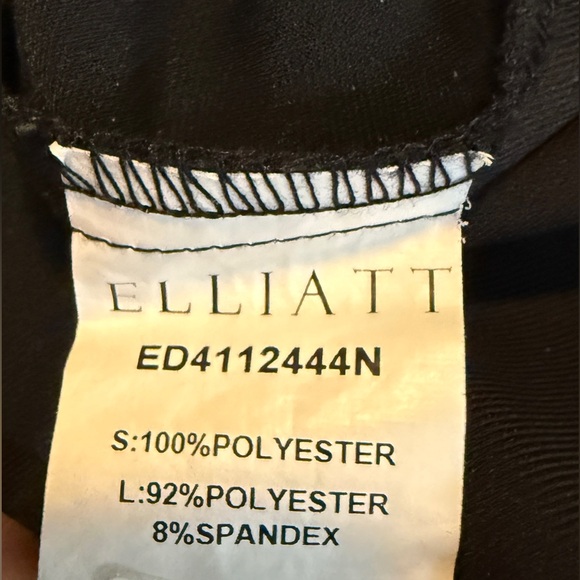 ELLIATT
ED4112444N
S:100%POLYESTER
L:92%POLYESTER
8%SPANDEX